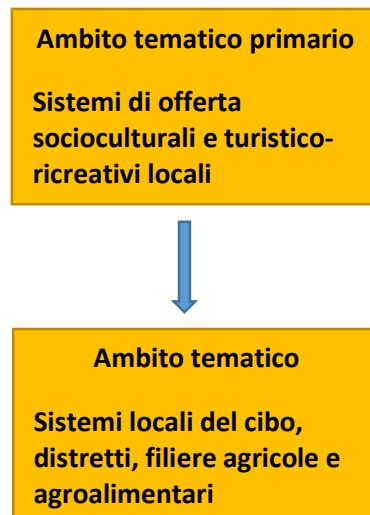 Ambito tematico primario
Sistemi di offerta
socioculturali e turistico-
ricreativi locali
Ambito tematico
Sistemi locali del cibo,
distretti, filiere agricole e
agroalimentari